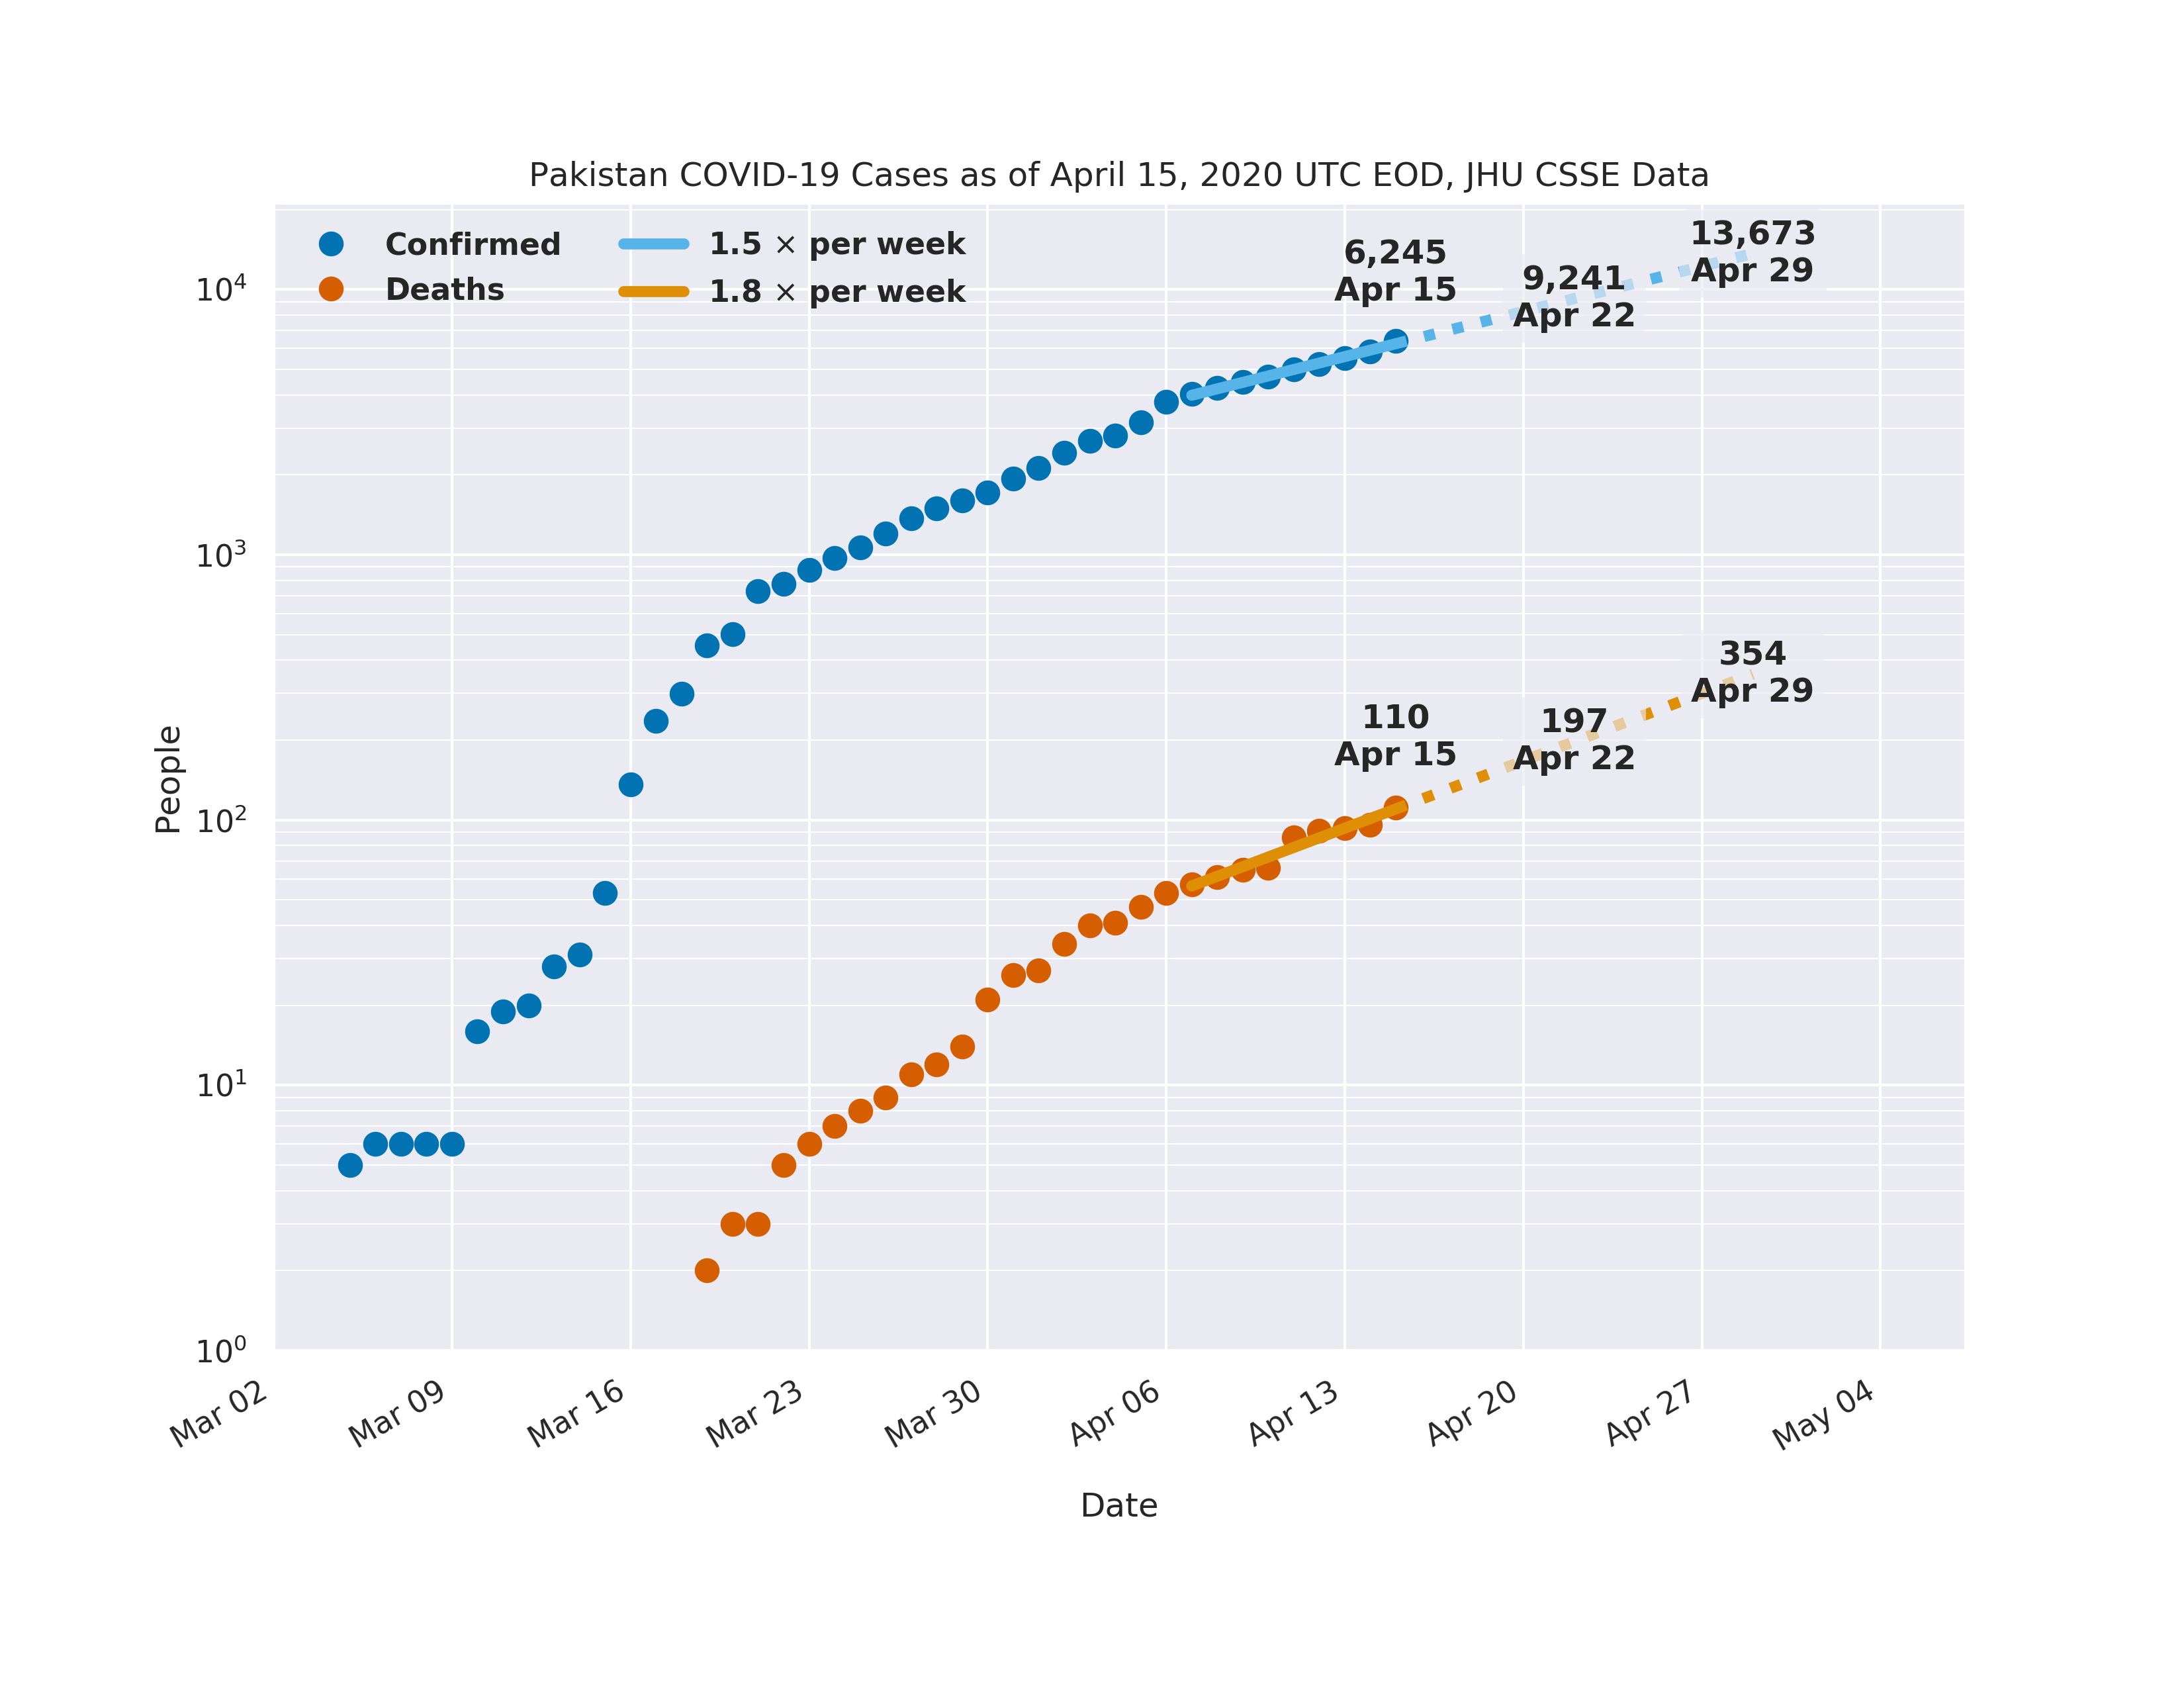 Pakistan COVID-19 Cases as of April 15, 2020 UTC EOD, JHU CSSE Data
Confirmed
Deaths
1.5 × per week
1.8 × per week
6,245
Apr 15
9,241
Apr 22
13,673
Apr 29
110
Apr 15
197
Apr 22
354
Apr 29
People
10⁴
10³
10²
10¹
10⁰
Mar 02
Mar 09
Mar 16
Mar 23
Mar 30
Apr 06
Apr 13
Apr 20
Apr 27
May 04
Date